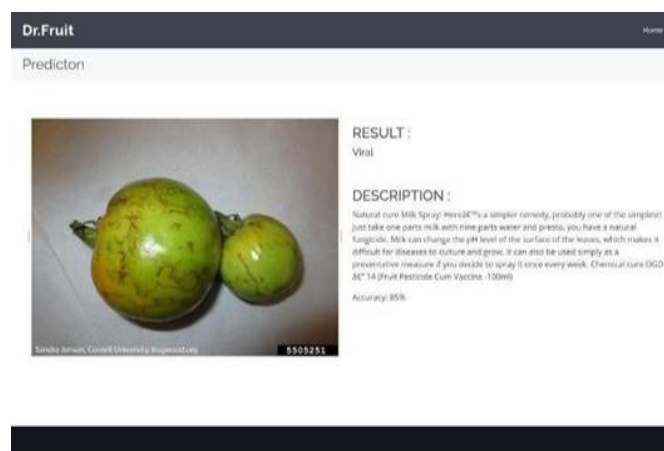 Dr.Fruit
Home
Predicton
RESULT :
Viral
DESCRIPTION :
Natural cure Milk Spray: Hereâ€™s a simpler remedy, probably one of the simplest!
Just take one parts milk with nine parts water and presto, you have a natural
fungicide. Milk can change the pH level of the surface of the leaves, which makes it
difficult for diseases to culture and grow. It can also be used simply as a
preventative measure if you decide to spray it once every week. Chemical cure OGD
â€“ 14 (Fruit Pesticide Cum Vaccine -100ml)
Accuracy: 85%
Sandra Jensen, Cornell University, Bugwood.org
5505251